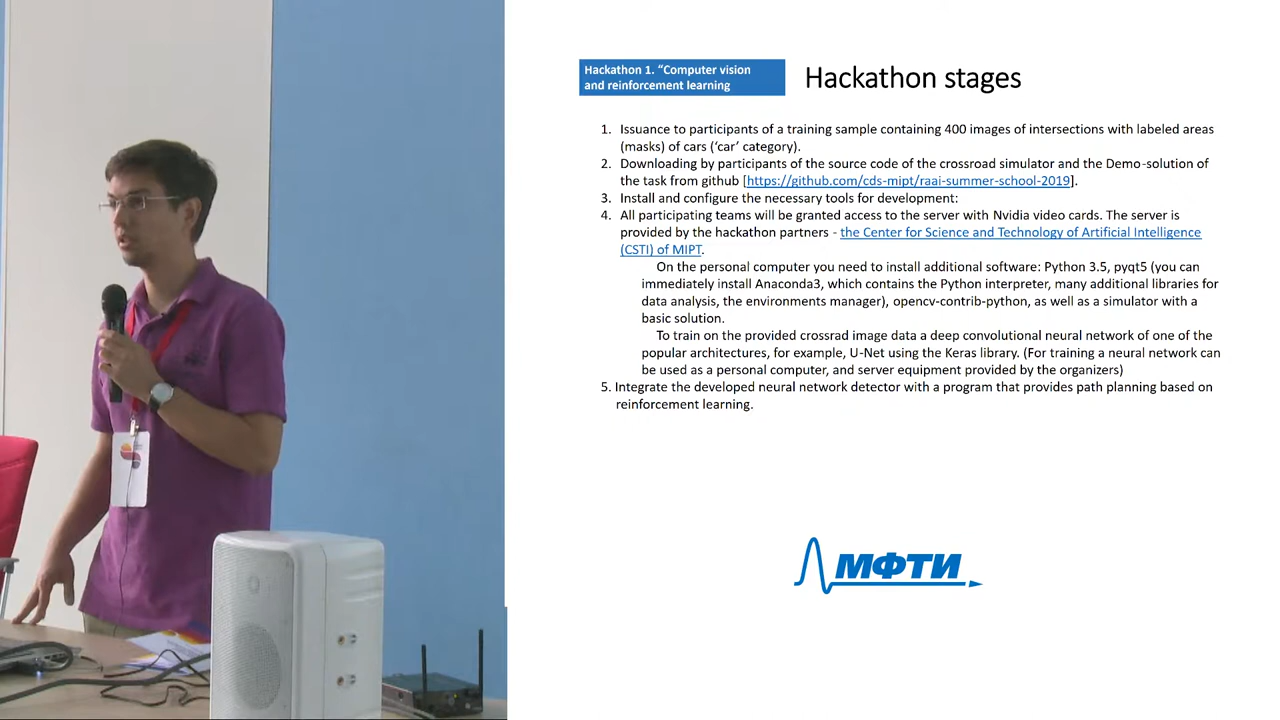 Hackathon 1. “Computer vision
and reinforcement learning
Hackathon stages
1. Issuance to participants of a training sample containing 400 images of intersections with labeled areas
(masks) of cars (‘car’ category).
2. Downloading by participants of the source code of the crossroad simulator and the Demo-solution of
the task from github [https://github.com/cds-mipt/raai-summer-school-2019].
3. Install and configure the necessary tools for development:
4. All participating teams will be granted access to the server with Nvidia video cards. The server is
provided by the hackathon partners - the Center for Science and Technology of Artificial Intelligence
(CSTI) of MIPT.
On the personal computer you need to install additional software: Python 3.5, pyqt5 (you can
immediately install Anaconda3, which contains the Python interpreter, many additional libraries for
data analysis, the environments manager), opencv-contrib-python, as well as a simulator with a
basic solution.
To train on the provided crossrad image data a deep convolutional neural network of one of the
popular architectures, for example, U-Net using the Keras library. (For training a neural network can
be used as a personal computer, and server equipment provided by the organizers)
5. Integrate the developed neural network detector with a program that provides path planning based on
reinforcement learning.
МФТИ